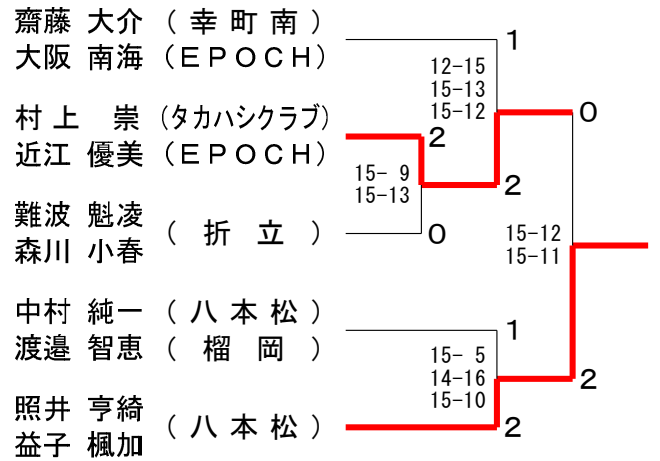 齋藤 大介 (幸町南)
大阪 南海 (EPOCH)
1
12-15
15-13
15-12
0
村上 崇 (タカハシクラブ)
近江 優美 (EPOCH)
2
15- 9
15-13
2
難波 魁凌
森川 小春
(折立)
0
15-12
15-11
中村 純一 (八本松)
渡邉 智恵 (榴岡)
1
15- 5
14-16
15-10
2
照井 亨綺
益子 楓加
(八本松)
2